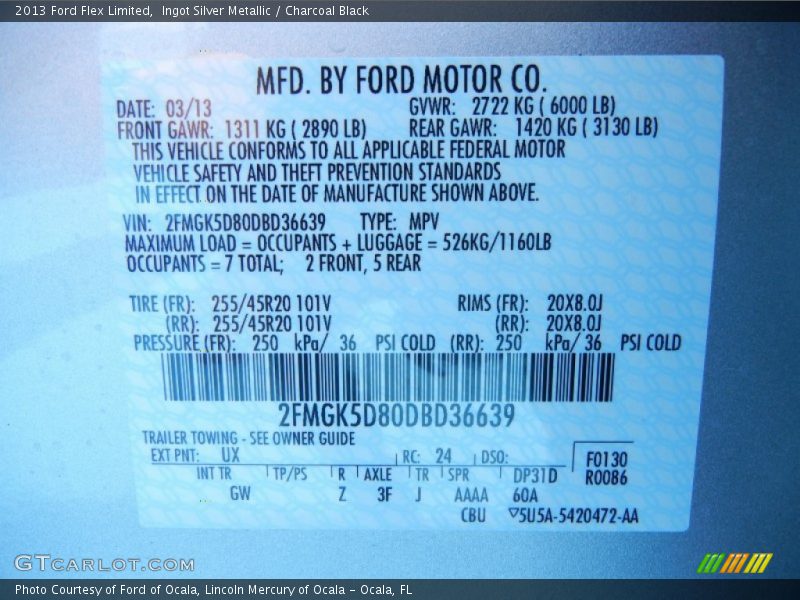 2013 Ford Flex Limited,  Ingot Silver Metallic / Charcoal Black
MFD. BY FORD MOTOR CO.
DATE: 03/13 GVWR: 2722 KG ( 6000 LB)
FRONT GAWR: 1311 KG ( 2890 LB) REAR GAWR: 1420 KG ( 3130 LB)
THIS VEHICLE CONFORMS TO ALL APPLICABLE FEDERAL MOTOR
VEHICLE SAFETY AND THEFT PREVENTION STANDARDS
IN EFFECT ON THE DATE OF MANUFACTURE SHOWN ABOVE.
VIN: 2FMGK5D80DBD36639 TYPE: MPV
MAXIMUM LOAD = OCCUPANTS + LUGGAGE = 526KG/1160LB
OCCUPANTS = 7 TOTAL; 2 FRONT, 5 REAR
TIRE (FR): 255/45R20 101V RIMS (FR): 20X8.0J
(RR): 255/45R20 101V (RR): 20X8.0J
PRESSURE (FR): 250 kPa/ 36 PSI COLD (RR): 250 kPa/ 36 PSI COLD
2FMGK5D80DBD36639
TRAILER TOWING - SEE OWNER GUIDE
EXT PNT: UX RC: 24 DSO: F0130
INT TR TP/PS R AXLE TR SPR DP31D R0086
GW Z 3F J AAAA 60A
CBU ▽5U5A-5420472-AA
GTCARLOT.COM
Photo Courtesy of Ford of Ocala, Lincoln Mercury of Ocala – Ocala, FL